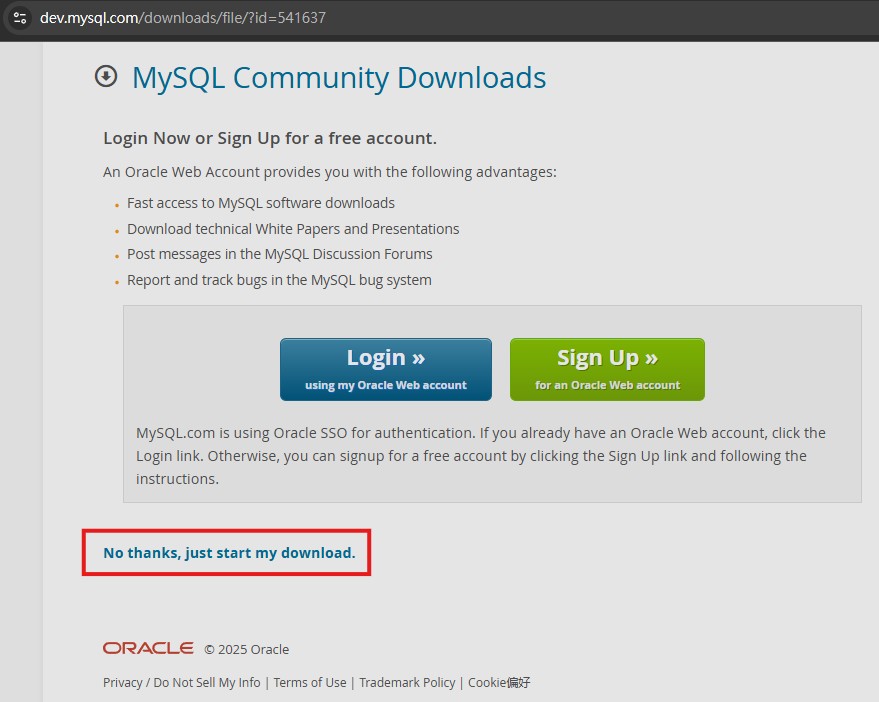 dev.mysql.com/downloads/file/?id=541637
MySQL Community Downloads
Login Now or Sign Up for a free account.
An Oracle Web Account provides you with the following advantages:
Fast access to MySQL software downloads
Download technical White Papers and Presentations
Post messages in the MySQL Discussion Forums
Report and track bugs in the MySQL bug system
Login »
using my Oracle Web account
Sign Up »
for an Oracle Web account
MySQL.com is using Oracle SSO for authentication. If you already have an Oracle Web account, click the
Login link. Otherwise, you can signup for a free account by clicking the Sign Up link and following the
instructions.
No thanks, just start my download.
ORACLE © 2025 Oracle
Privacy / Do Not Sell My Info | Terms of Use | Trademark Policy | Cookie偏好